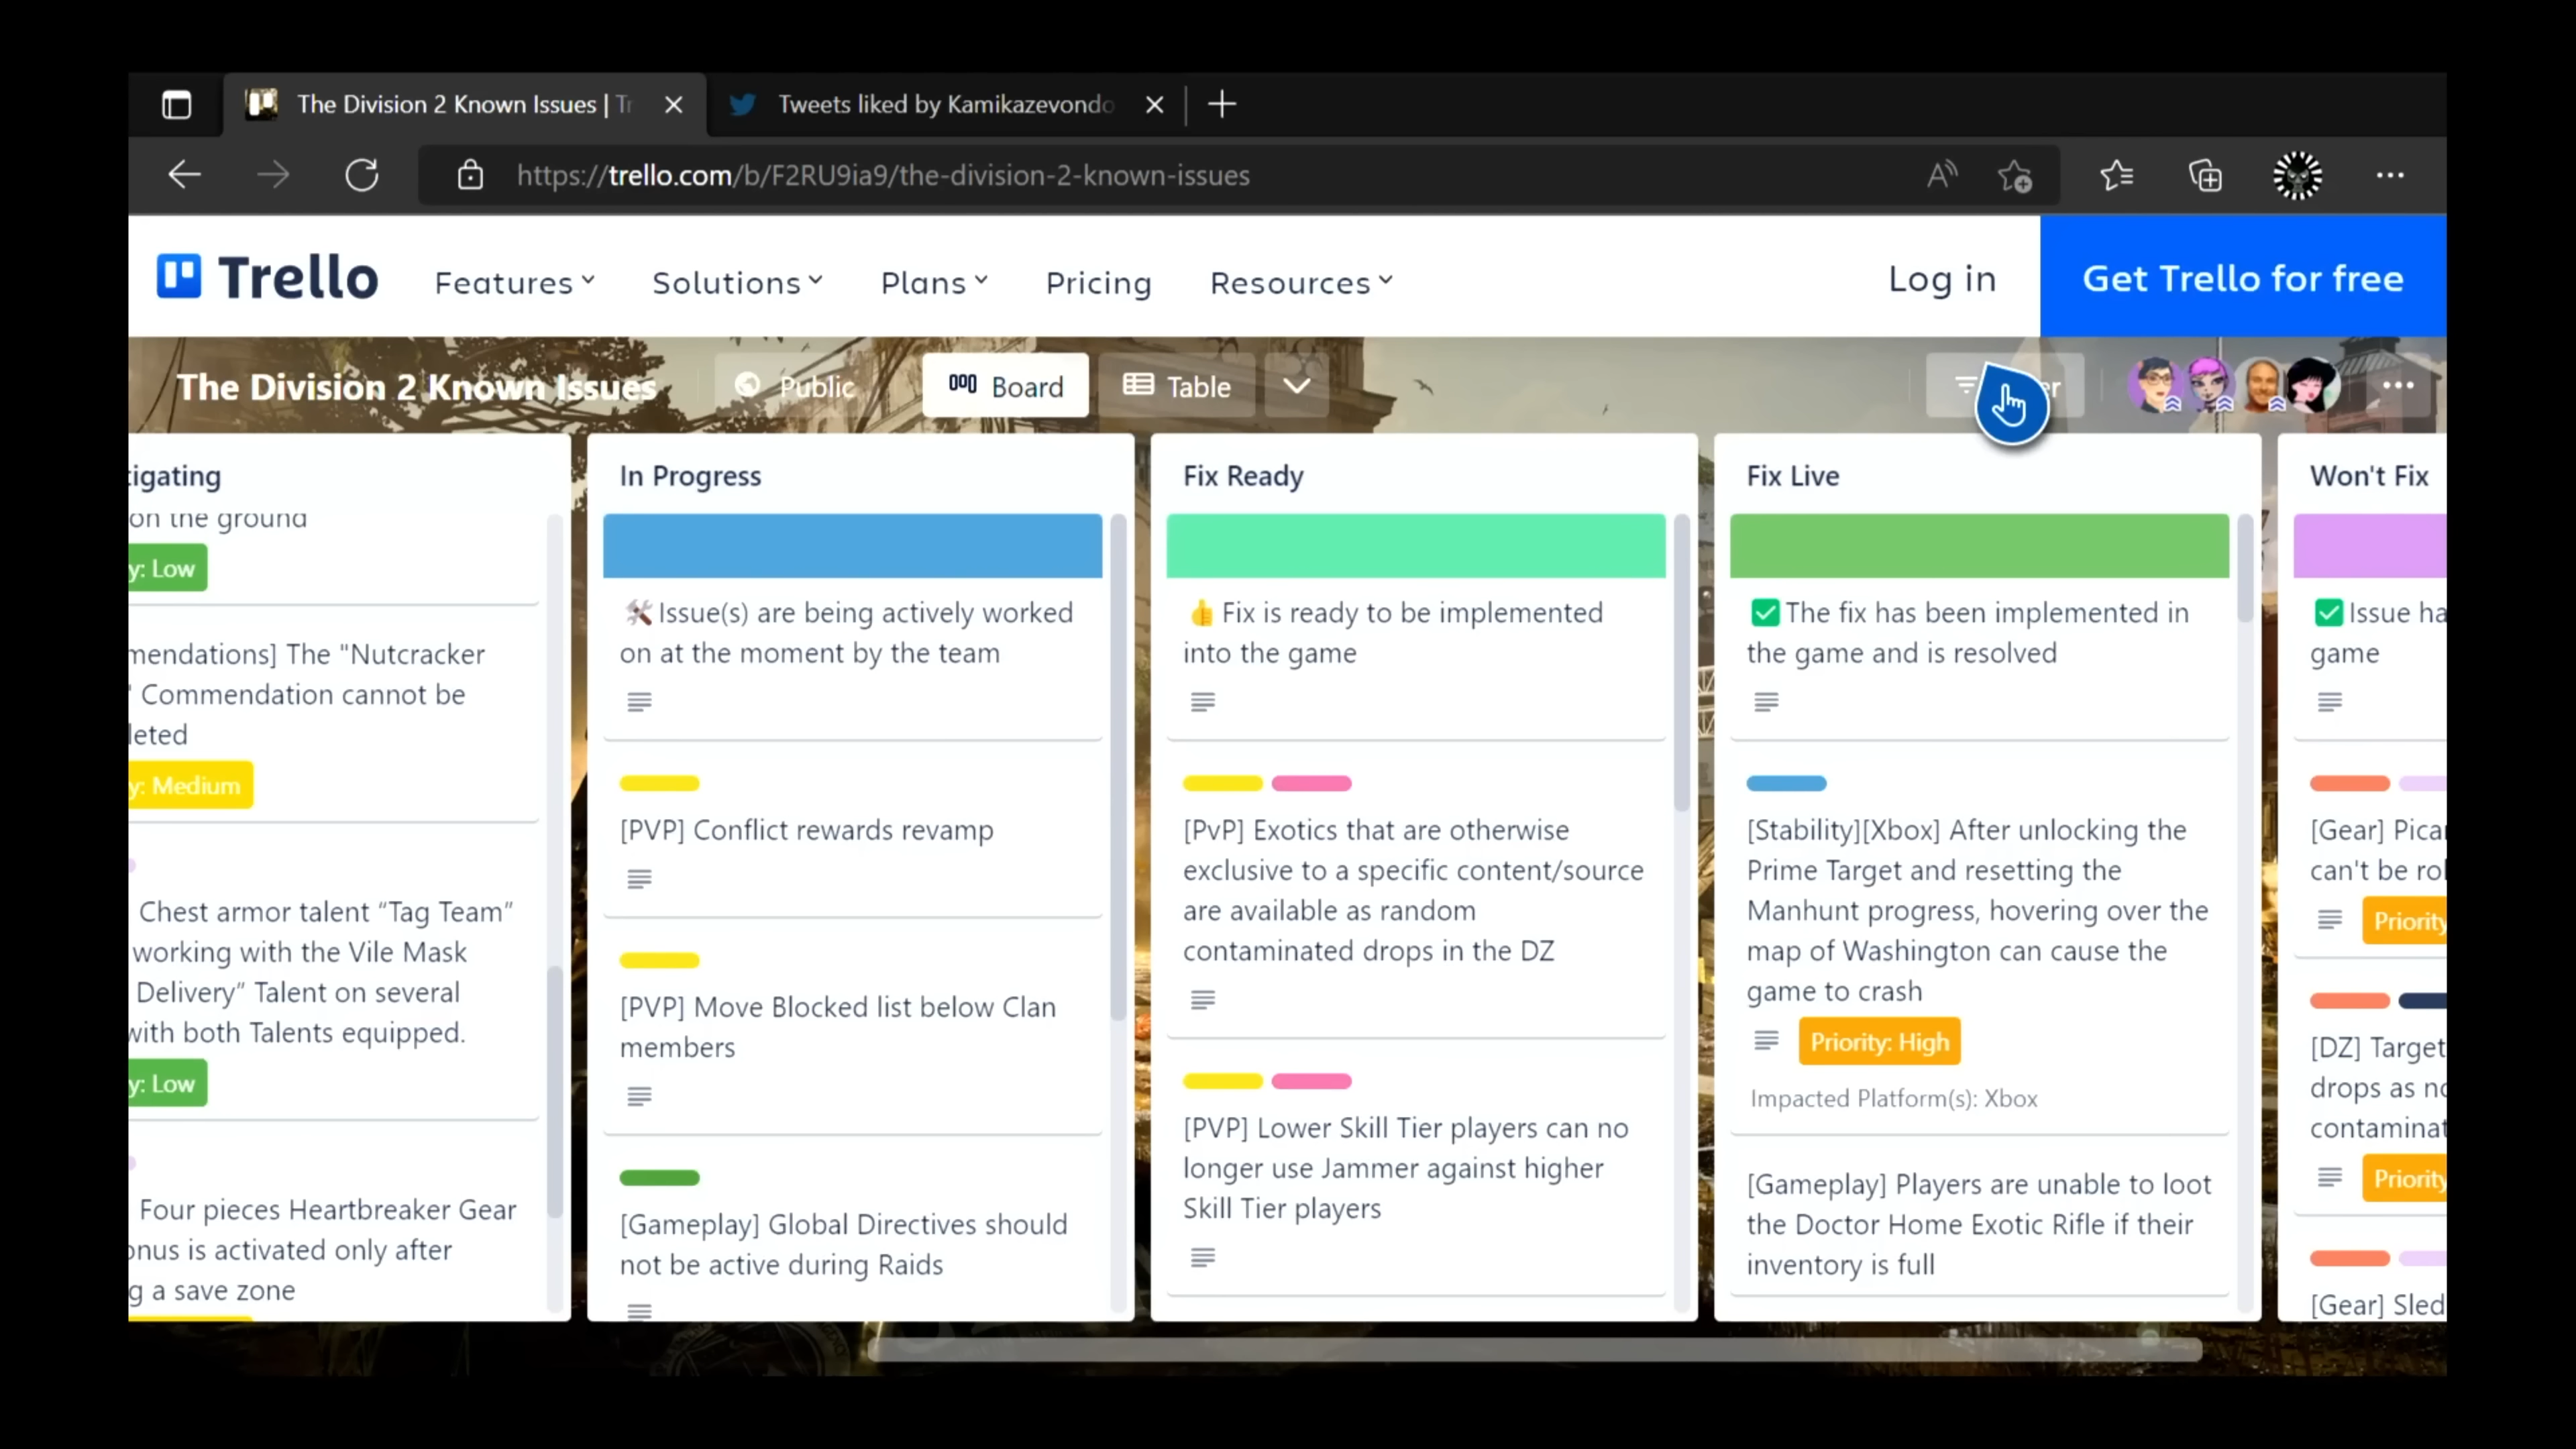 The Division 2 Known Issues | Tr
Tweets liked by Kamikazevondo
https://trello.com/b/F2RU9ia9/the-division-2-known-issues
Trello
Features
Solutions
Plans
Pricing
Resources
Log in
Get Trello for free
The Division 2 Known Issues
Public
Board
Table
tigating
on the ground
y: Low
mendations] The "Nutcracker
" Commendation cannot be
leted
y: Medium
Chest armor talent “Tag Team”
working with the Vile Mask
Delivery” Talent on several
with both Talents equipped.
y: Low
Four pieces Heartbreaker Gear
onus is activated only after
g a save zone
In Progress
🛠️Issue(s) are being actively worked
on at the moment by the team
[PVP] Conflict rewards revamp
[PVP] Move Blocked list below Clan
members
[Gameplay] Global Directives should
not be active during Raids
Fix Ready
👍 Fix is ready to be implemented
into the game
[PvP] Exotics that are otherwise
exclusive to a specific content/source
are available as random
contaminated drops in the DZ
[PVP] Lower Skill Tier players can no
longer use Jammer against higher
Skill Tier players
Fix Live
✅The fix has been implemented in
the game and is resolved
[Stability][Xbox] After unlocking the
Prime Target and resetting the
Manhunt progress, hovering over the
map of Washington can cause the
game to crash
Priority: High
Impacted Platform(s): Xbox
[Gameplay] Players are unable to loot
the Doctor Home Exotic Rifle if their
inventory is full
Won't Fix
✅Issue ha
game
[Gear] Pica
can't be rol
Priority
[DZ] Target
drops as no
contaminat
Priority
[Gear] Sled